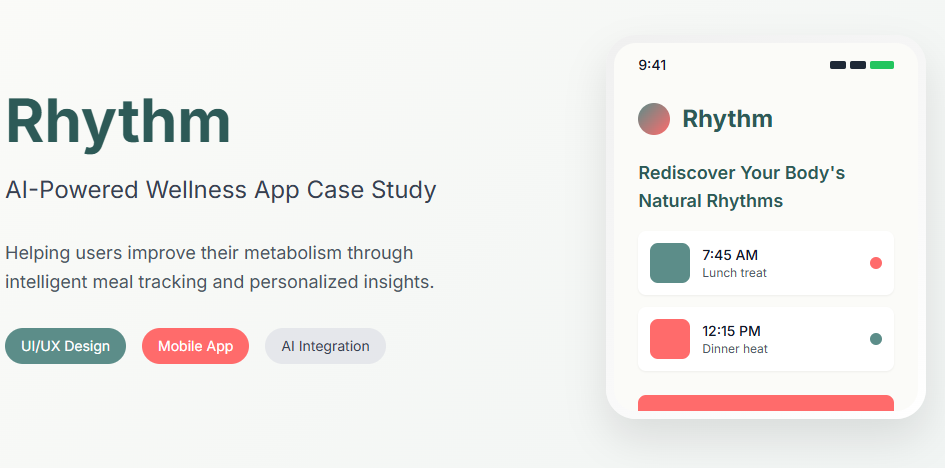 Rhythm
AI-Powered Wellness App Case Study
Helping users improve their metabolism through
intelligent meal tracking and personalized insights.
UI/UX Design
Mobile App
AI Integration
9:41
Rhythm
Rediscover Your Body's
Natural Rhythms
7:45 AM
Lunch treat
12:15 PM
Dinner heat